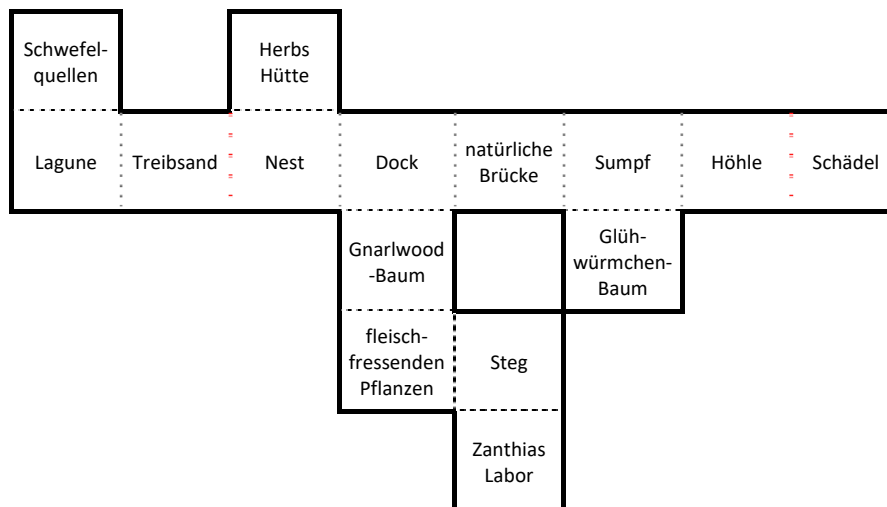 Schwefel-
quellen
Herbs
Hütte
Lagune
Treibsand
Nest
Dock
natürliche
Brücke
Sumpf
Höhle
Schädel
Gnarlwood
-Baum
Glüh-
würmchen-
Baum
fleisch-
fressenden
Pflanzen
Steg
Zanthias
Labor